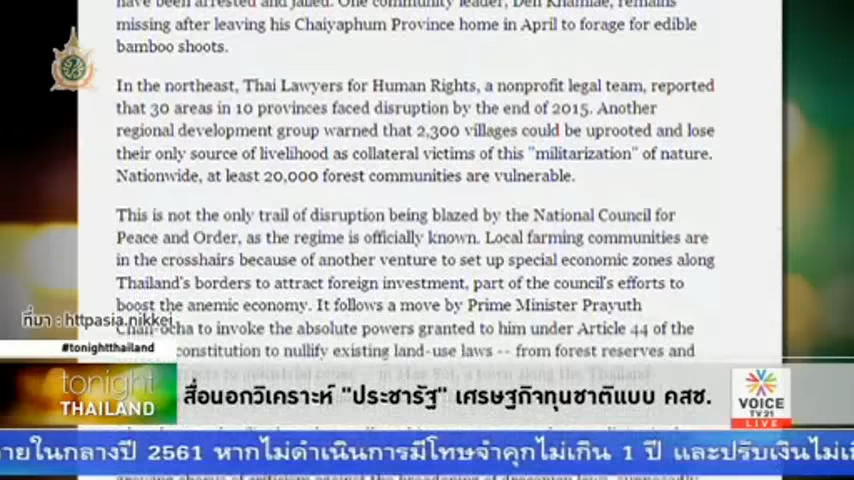 have been arrested and jailed. One community leader, Den Khamlae, remains
missing after leaving his Chaiyaphum Province home in April to forage for edible
bamboo shoots.
In the northeast, Thai Lawyers for Human Rights, a nonprofit legal team, reported
that 30 areas in 10 provinces faced disruption by the end of 2015. Another
regional development group warned that 2,300 villages could be uprooted and lose
their only source of livelihood as collateral victims of this "militarization" of nature.
Nationwide, at least 20,000 forest communities are vulnerable.
This is not the only trail of disruption being blazed by the National Council for
Peace and Order, as the regime is officially known. Local farming communities are
in the crosshairs because of another venture to set up special economic zones along
Thailand's borders to attract foreign investment, part of the council's efforts to
boost the anemic economy. It follows a move by Prime Minister Prayuth
ที่มา : httpasia.nikkei
Chan-ocha to invoke the absolute powers granted to him under Article 44 of the
#tonightthailand
constitution to nullify existing land-use laws -- from forest reserves and
tonight
THAILAND
สื่อนอกวิเคราะห์ "ประชารัฐ" เศรษฐกิจทุนชาติแบบ คสช.
VOICE
TV 21
LIVE
ายในกลางปี 2561 หากไม่ดำเนินการมีโทษจำคุกไม่เกิน 1 ปี และปรับเงินไม่เกิ